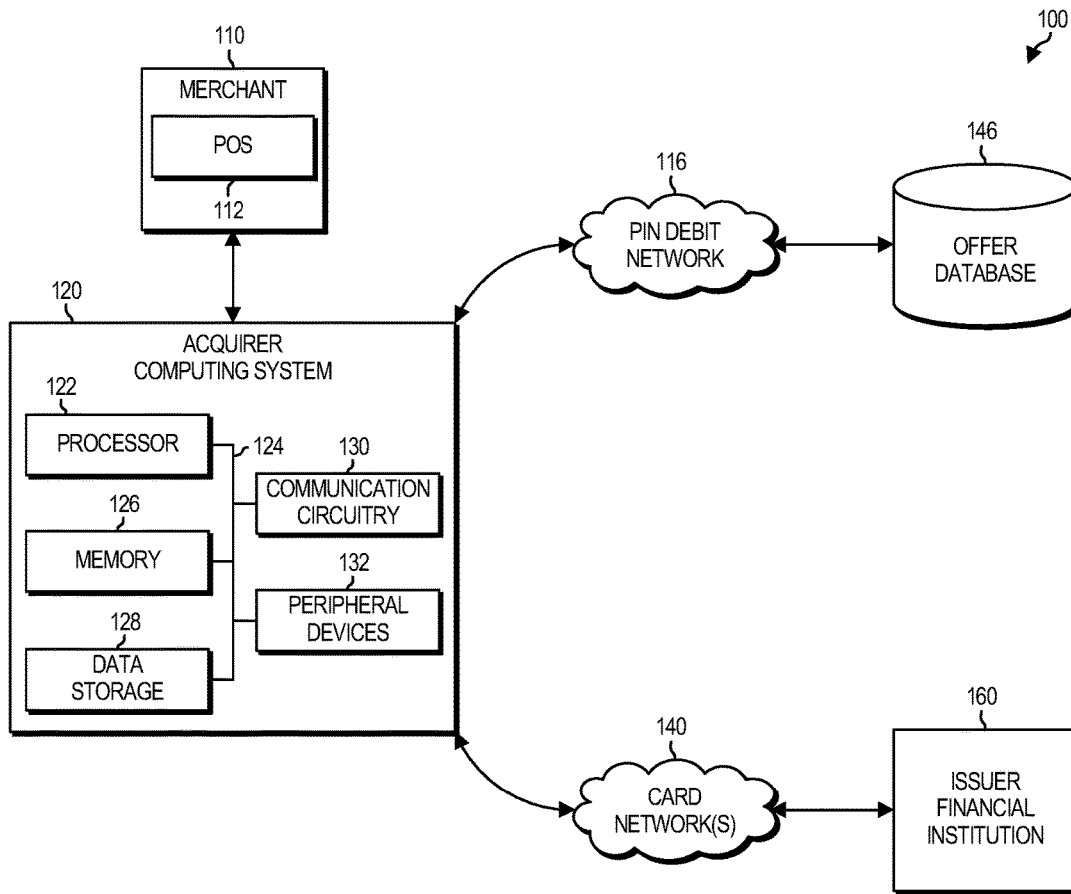 100
110
MERCHANT
POS
112
146
OFFER
DATABASE
116
PIN DEBIT
NETWORK
120
ACQUIRER
COMPUTING SYSTEM
122
PROCESSOR
124
130
COMMUNICATION
CIRCUITRY
126
MEMORY
132
PERIPHERAL
DEVICES
128
DATA
STORAGE
140
CARD
NETWORK(S)
160
ISSUER
FINANCIAL
INSTITUTION